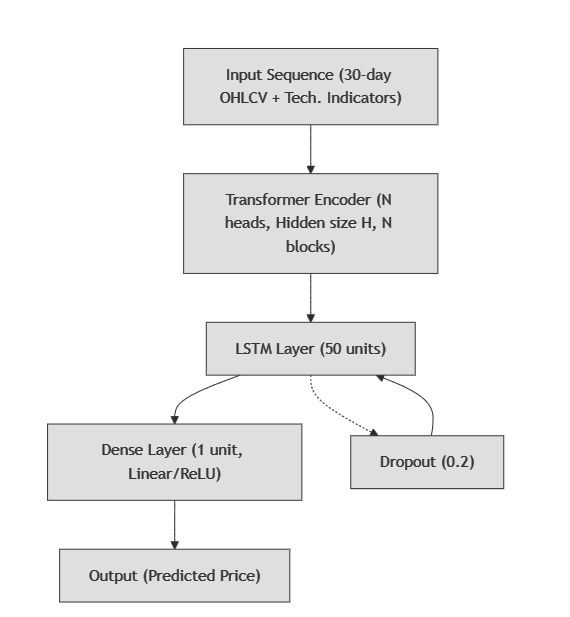 Input Sequence (30-day
OHLCV + Tech. Indicators)
Transformer Encoder (N
heads, Hidden size H, N
blocks)
LSTM Layer (50 units)
Dense Layer (1 unit,
Linear/ReLU)
Dropout (0.2)
Output (Predicted Price)